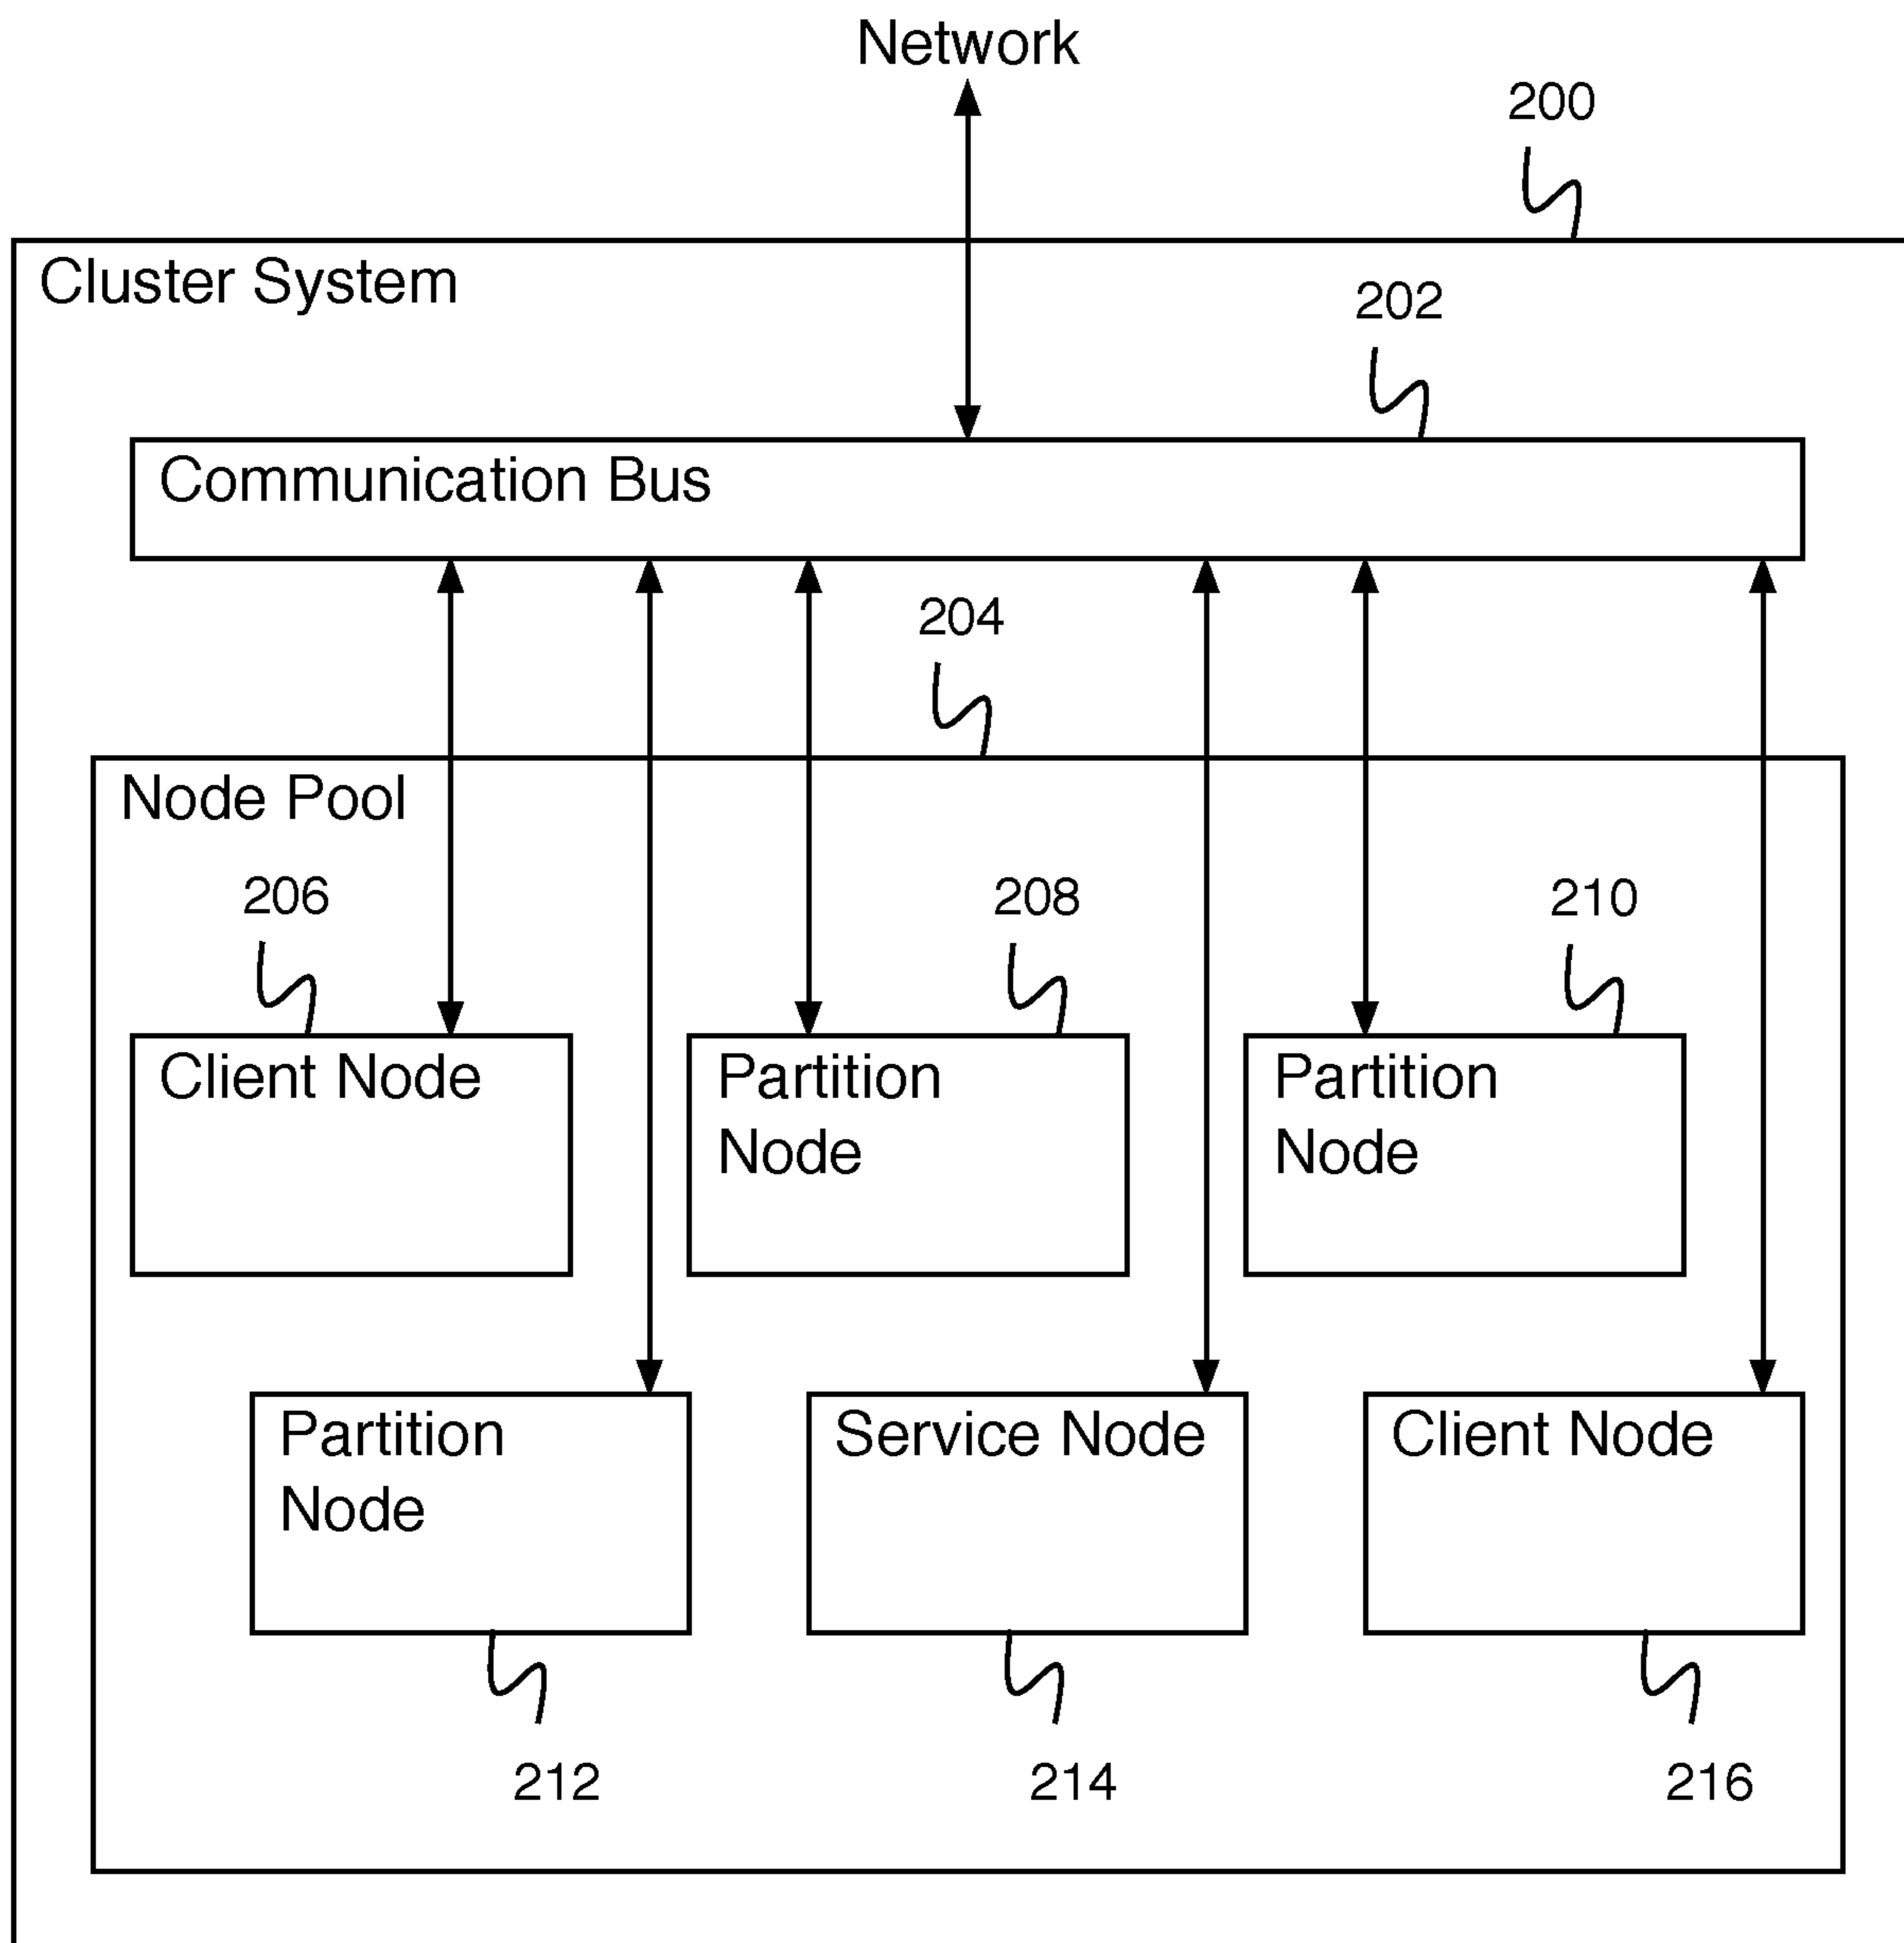 Network
200
Cluster System
202
Communication Bus
204
Node Pool
206
208
210
Client Node
Partition
Node
Partition
Node
Partition
Node
Service Node
Client Node
212
214
216